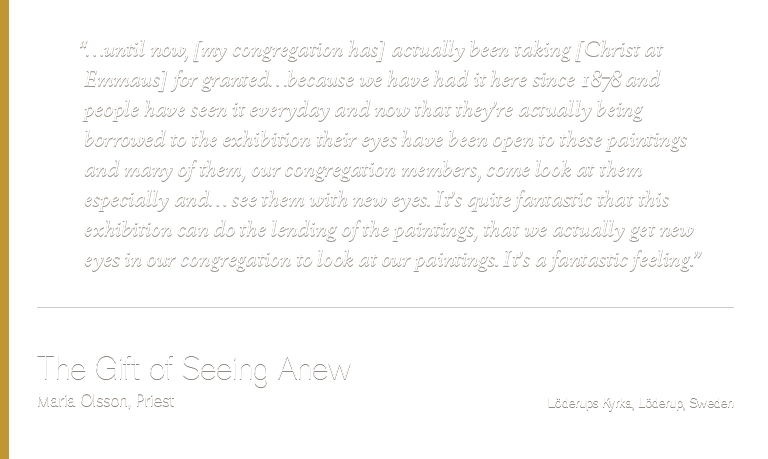 “…until now, [my congregation has] actually been taking [Christ at
Emmaus] for granted…because we have had it here since 1878 and
people have seen it everyday and now that they’re actually being
borrowed to the exhibition their eyes have been open to these paintings
and many of them, our congregation members, come look at them
especially and… see them with new eyes. It’s quite fantastic that this
exhibition can do the lending of the paintings, that we actually get new
eyes in our congregation to look at our paintings. It’s a fantastic feeling.”
The Gift of Seeing Anew
Maria Olsson, Priest
Löderups Kyrka, Löderup, Sweden